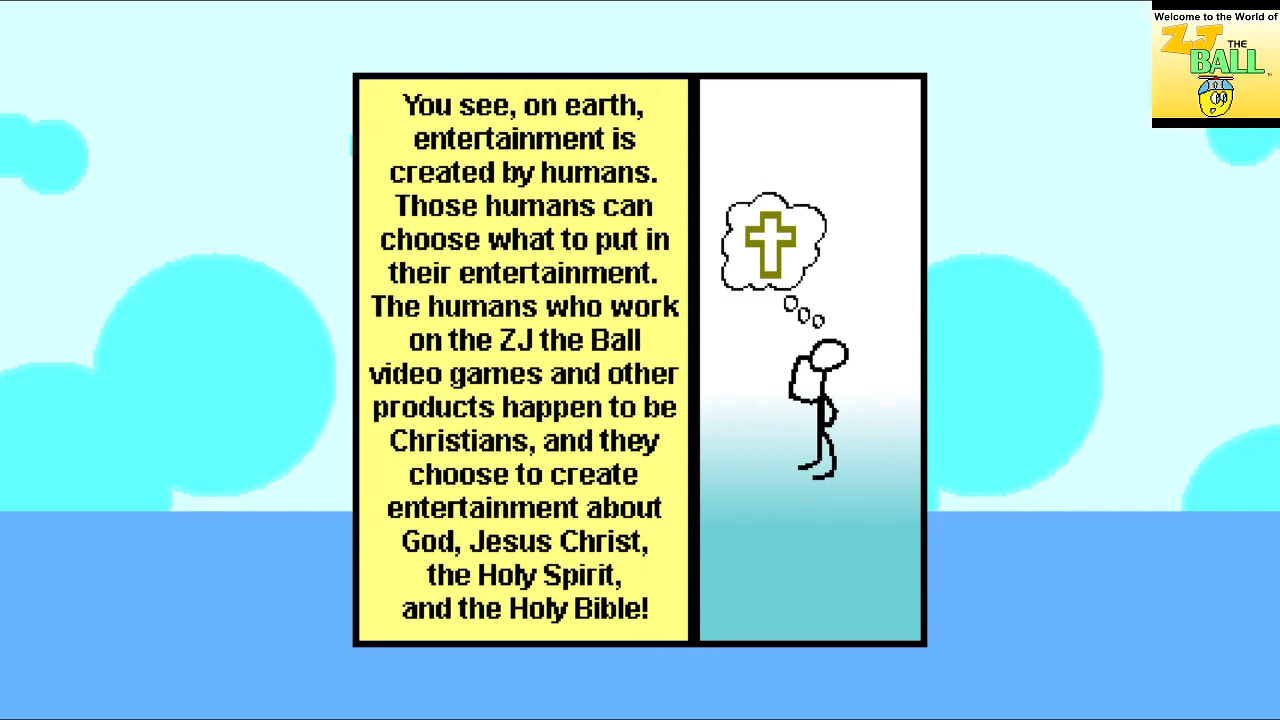 Welcome to the World of
ZJ THE
BALL
You see, on earth,
entertainment is
created by humans.
Those humans can
choose what to put in
their entertainment.
The humans who work
on the ZJ the Ball
video games and other
products happen to be
Christians, and they
choose to create
entertainment about
God, Jesus Christ,
the Holy Spirit,
and the Holy Bible!